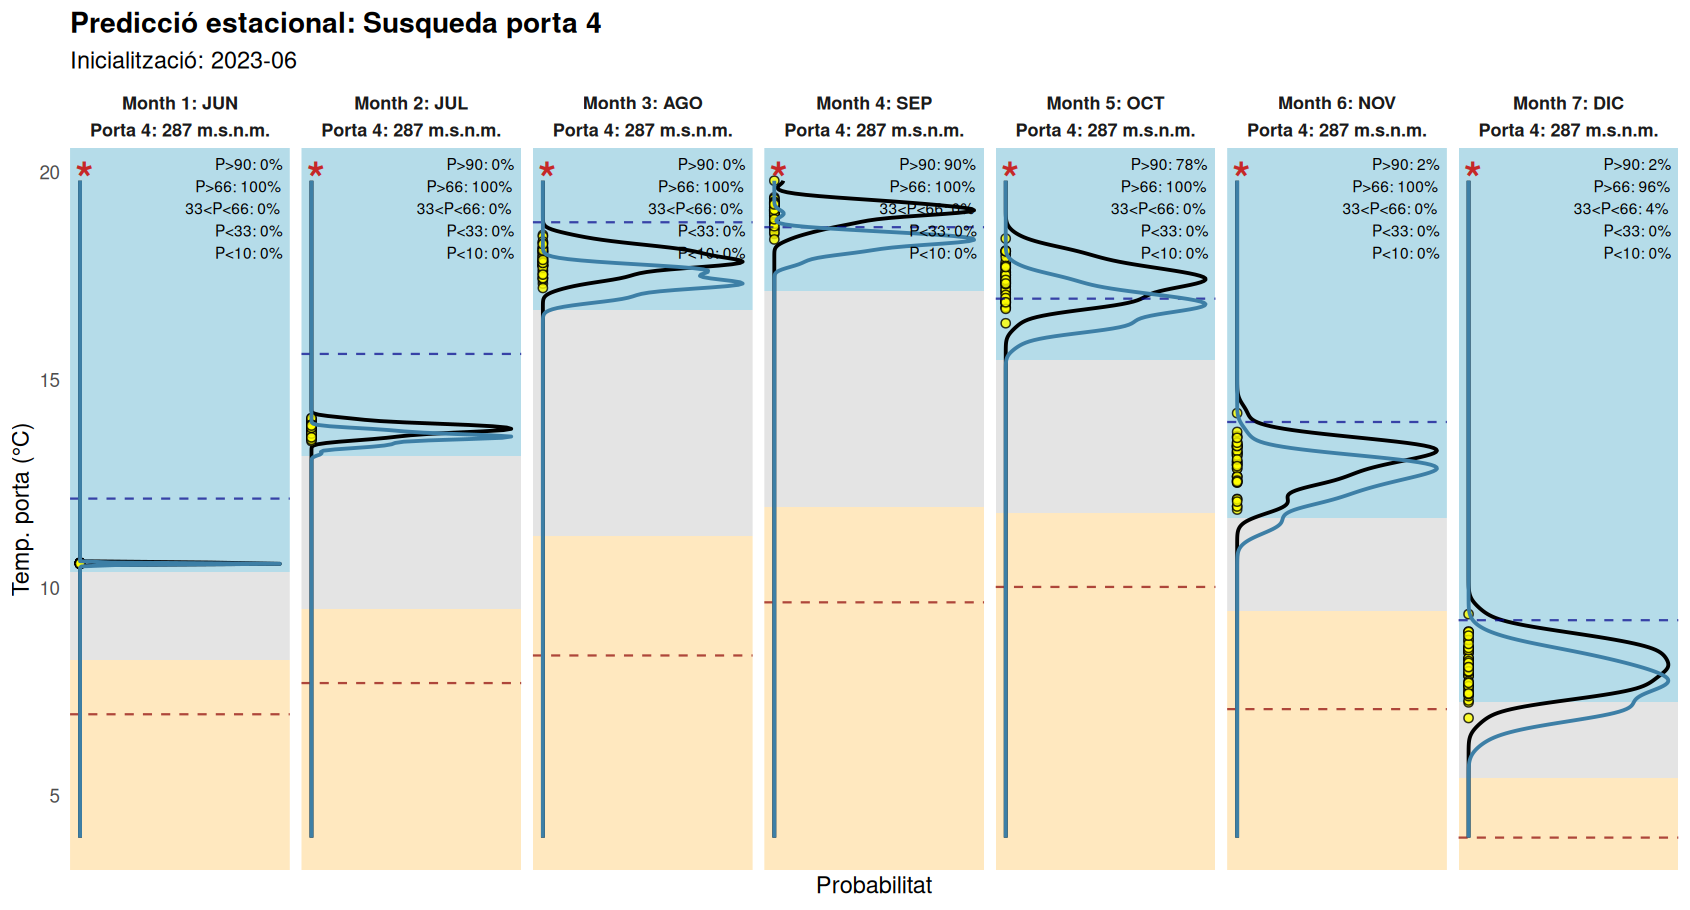 Predicció estacional: Susqueda porta 4
Inicialització: 2023-06
Month 1: JUN
Porta 4: 287 m.s.n.m.
Month 2: JUL
Porta 4: 287 m.s.n.m.
Month 3: AGO
Porta 4: 287 m.s.n.m.
Month 4: SEP
Porta 4: 287 m.s.n.m.
Month 5: OCT
Porta 4: 287 m.s.n.m.
Month 6: NOV
Porta 4: 287 m.s.n.m.
Month 7: DIC
Porta 4: 287 m.s.n.m.
*
P>90: 0%
P>66: 100%
33<P<66: 0%
P<33: 0%
P<10: 0%
*
P>90: 0%
P>66: 100%
33<P<66: 0%
P<33: 0%
P<10: 0%
*
P>90: 0%
P>66: 100%
33<P<66: 0%
P<33: 0%
P<10: 0%
*
P>90: 90%
P>66: 100%
33<P<66: 0%
P<33: 0%
P<10: 0%
*
P>90: 78%
P>66: 100%
33<P<66: 0%
P<33: 0%
P<10: 0%
*
P>90: 2%
P>66: 100%
33<P<66: 0%
P<33: 0%
P<10: 0%
*
P>90: 2%
P>66: 96%
33<P<66: 4%
P<33: 0%
P<10: 0%
20
15
10
5
Temp. porta (°C)
Probabilitat